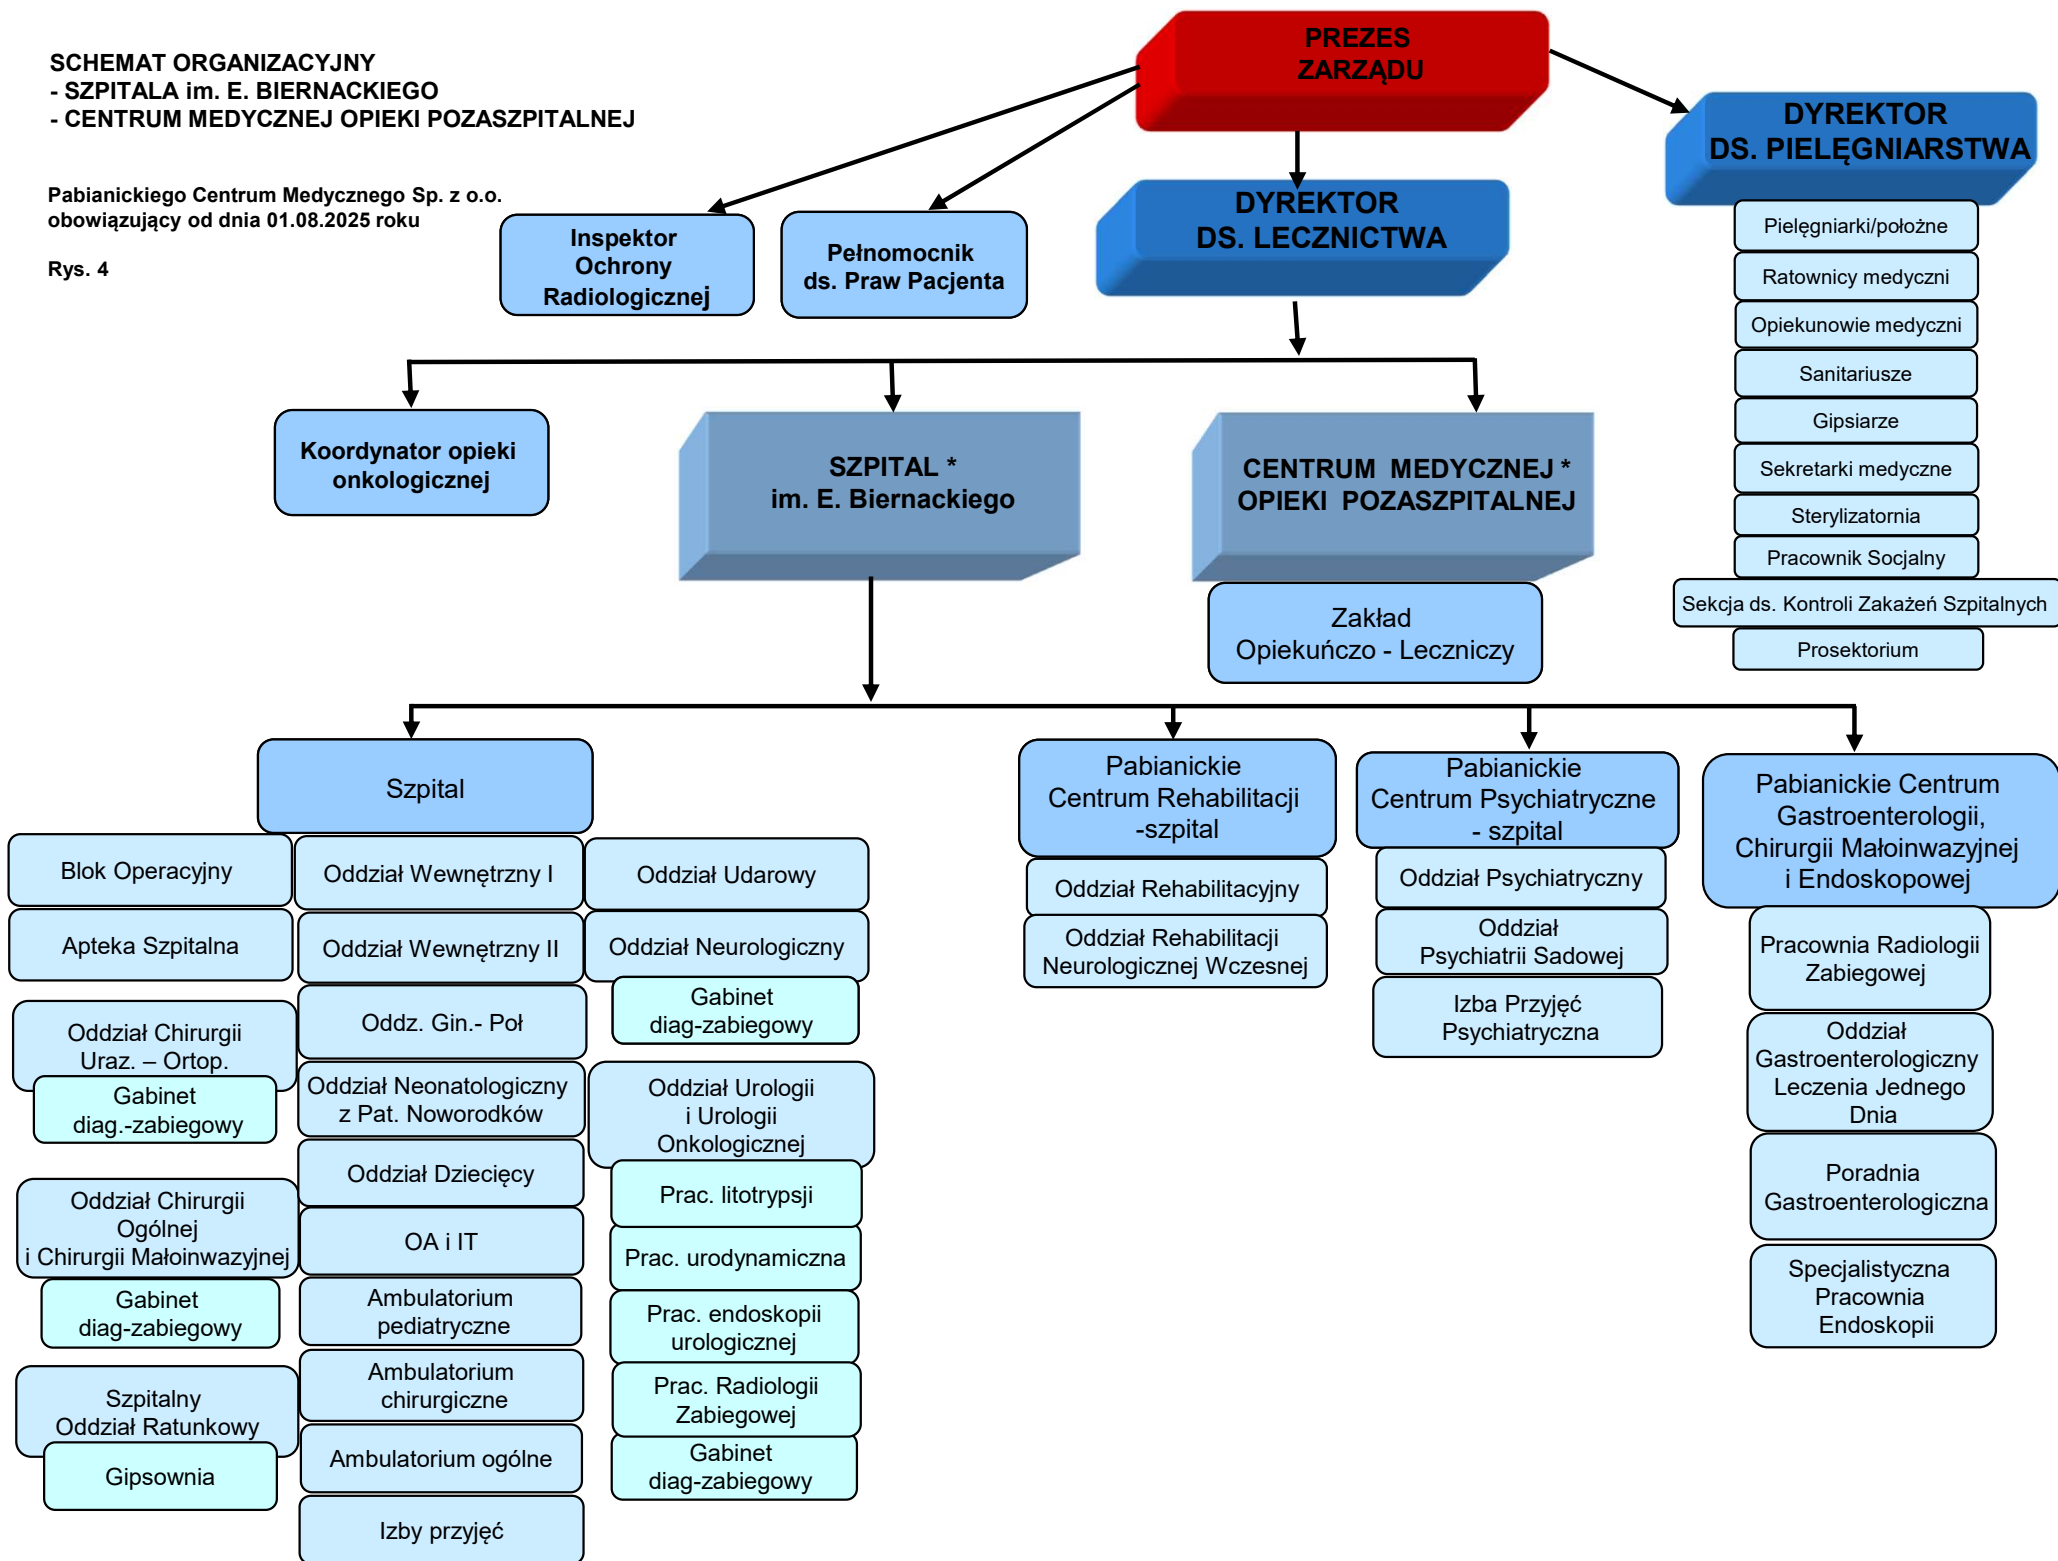 SCHEMAT ORGANIZACYJNY
- SZPITALA im. E. BIERNACKIEGO
- CENTRUM MEDYCZNEJ OPIEKI POZASZPITALNEJ
Pabianickiego Centrum Medycznego Sp. z o.o.
obowiązujący od dnia 01.08.2025 roku
Rys. 4
PREZES
ZARZĄDU
DYREKTOR
DS. PIELĘGNIARSTWA
Pielęgniarki/położne
Ratownicy medyczni
Opiekunowie medyczni
Sanitariusze
Gipsiarze
Sekretarki medyczne
Sterylizatornia
Pracownik Socjalny
Sekcja ds. Kontroli Zakażeń Szpitalnych
Prosektorium
Inspektor
Ochrony
Radiologicznej
Pełnomocnik
ds. Praw Pacjenta
DYREKTOR
DS. LECZNICTWA
Koordynator opieki
onkologicznej
SZPITAL *
im. E. Biernackiego
CENTRUM MEDYCZNEJ *
OPIEKI POZASZPITALNEJ
Zakład
Opiekuńczo - Leczniczy
Szpital
Blok Operacyjny
Apteka Szpitalna
Oddział Chirurgii
Uraz. – Ortop.
Gabinet
diag.-zabiegowy
Oddział Chirurgii
Ogólnej
i Chirurgii Małoinwazyjnej
Gabinet
diag-zabiegowy
Szpitalny
Oddział Ratunkowy
Gipsownia
Oddział Wewnętrzny I
Oddział Wewnętrzny II
Oddz. Gin.- Poł
Oddział Neonatologiczny
z Pat. Noworodków
Oddział Dziecięcy
OA i IT
Ambulatorium
pediatryczne
Ambulatorium
chirurgiczne
Ambulatorium ogólne
Izby przyjęć
Oddział Udarowy
Oddział Neurologiczny
Gabinet
diag-zabiegowy
Oddział Urologii
i Urologii
Onkologicznej
Prac. litotrypsji
Prac. urodynamiczna
Prac. endoskopii
urologicznej
Prac. Radiologii
Zabiegowej
Gabinet
diag-zabiegowy
Pabianickie
Centrum Rehabilitacji
-szpital
Oddział Rehabilitacyjny
Oddział Rehabilitacji
Neurologicznej Wczesnej
Pabianickie
Centrum Psychiatryczne
- szpital
Oddział Psychiatryczny
Oddział
Psychiatrii Sadowej
Izba Przyjęć
Psychiatryczna
Pabianickie Centrum
Gastroenterologii,
Chirurgii Małoinwazyjnej
i Endoskopowej
Pracownia Radiologii
Zabiegowej
Oddział
Gastroenterologiczny
Leczenia Jednego
Dnia
Poradnia
Gastroenterologiczna
Specjalistyczna
Pracownia
Endoskopii